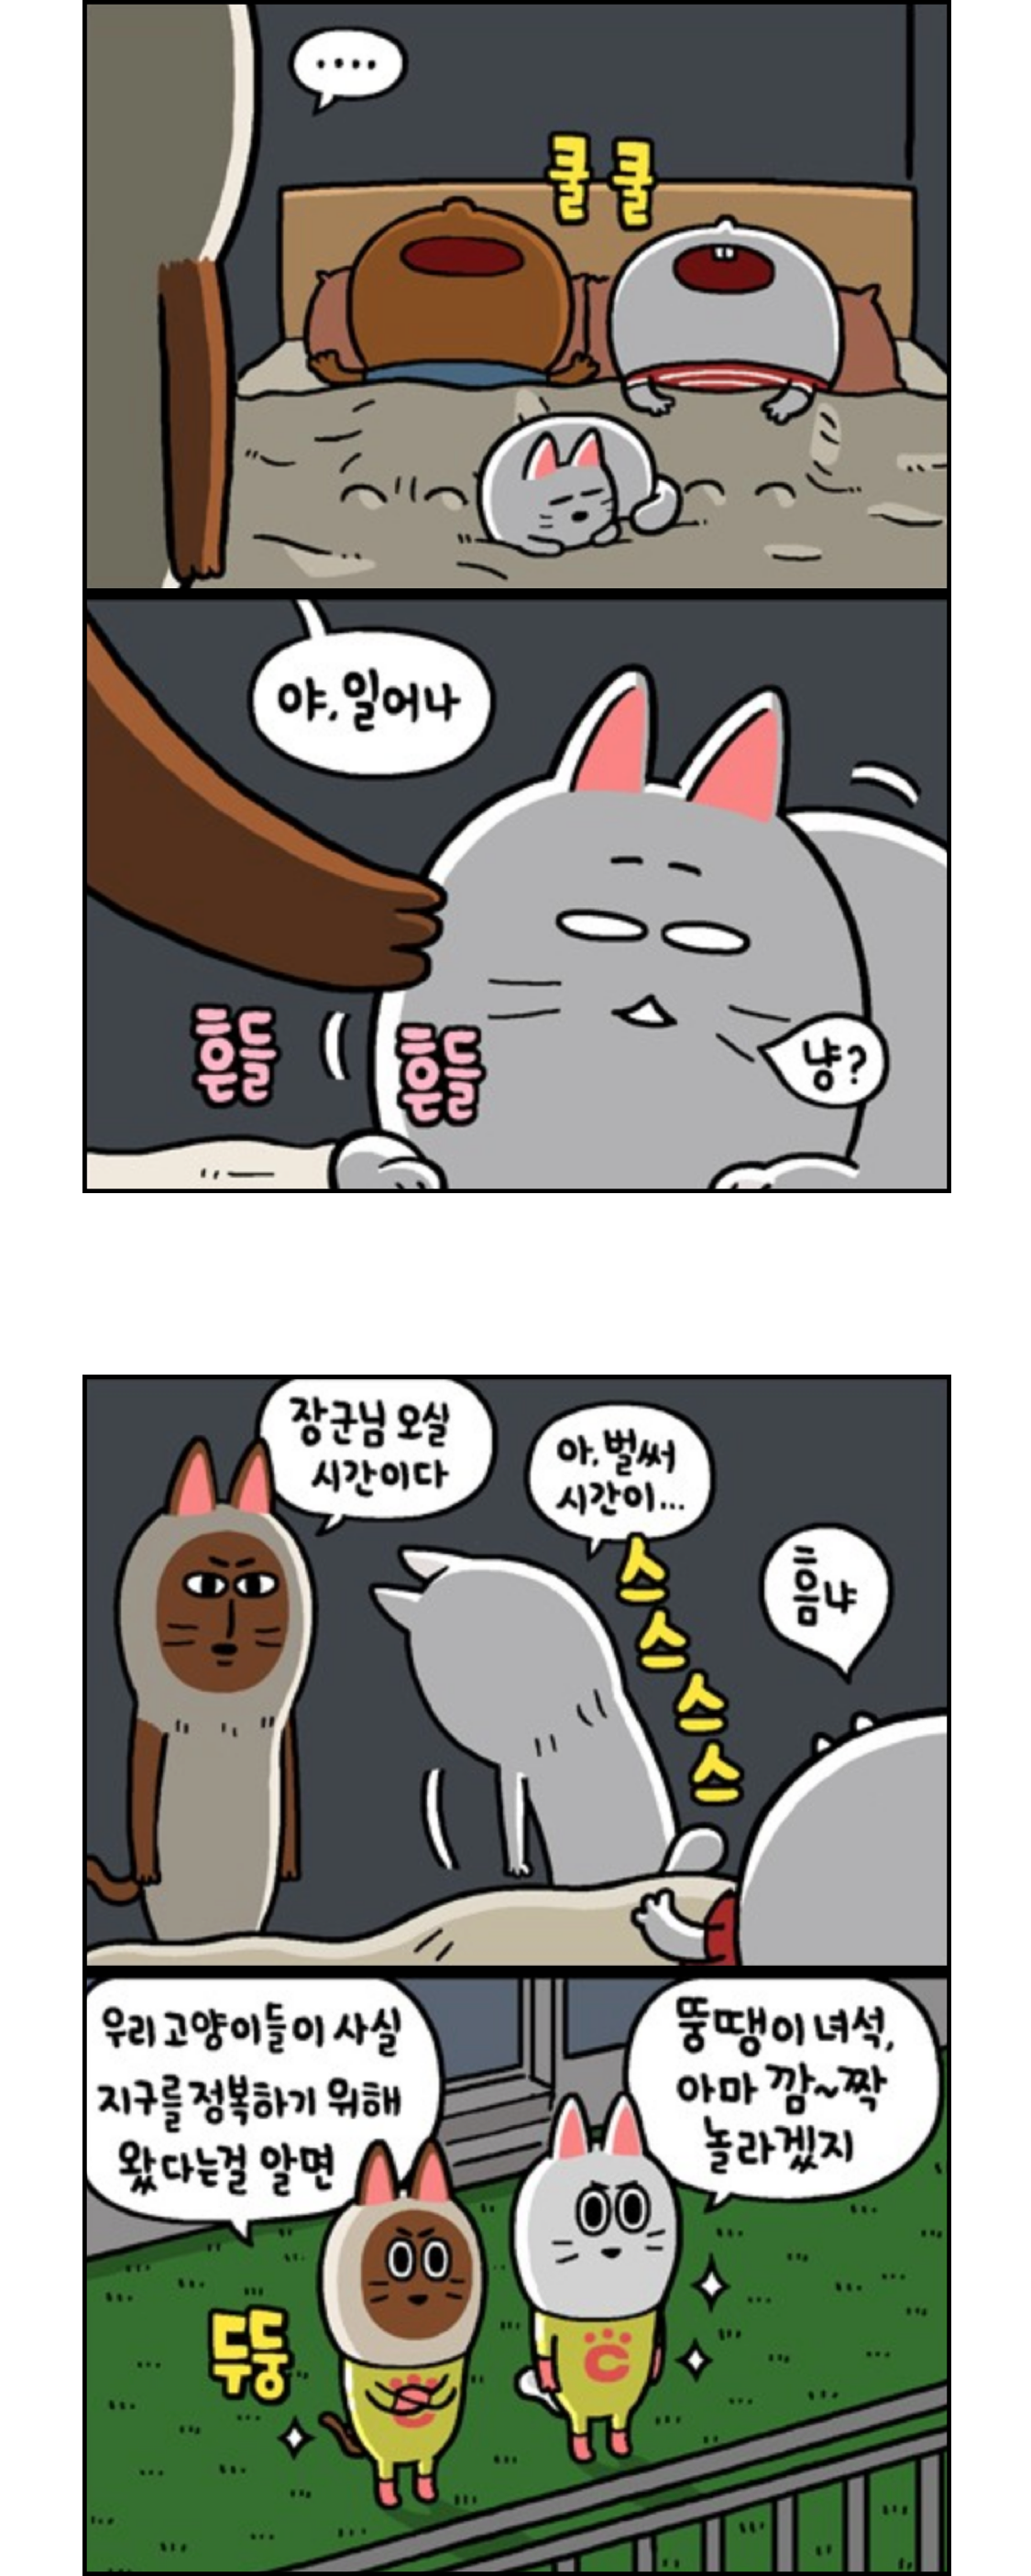 ....
쿨 쿨
야, 일어나
흔들
흔들
냥?
장군님 오실
시간이다
아, 벌써
시간이...
스
스
스
스
흠냐
우리 고양이들이 사실
지구를 정복하기 위해
왔다는걸 알면
뚱땡이 녀석,
아마 깜~짝
놀라겠지
두둥
C
C